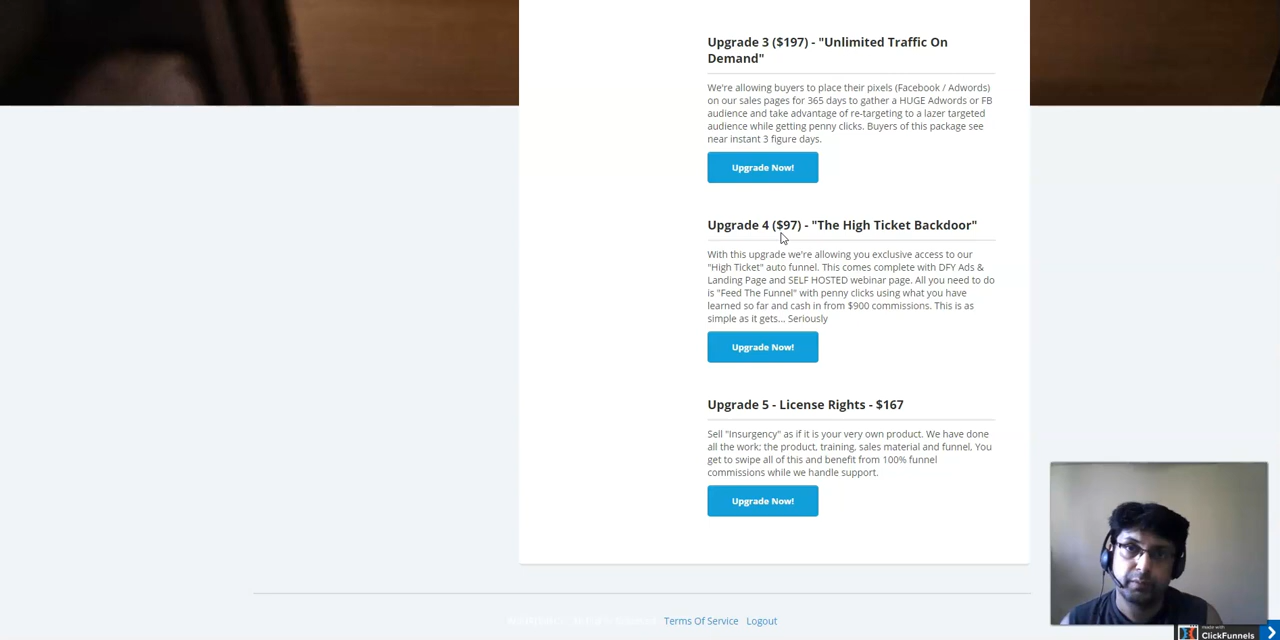 Upgrade 3 ($197) - "Unlimited Traffic On
Demand"
We're allowing buyers to place their pixels (Facebook / Adwords)
on our sales pages for 365 days to gather a HUGE Adwords or FB
audience and take advantage of re-targeting to a lazer targeted
audience while getting penny clicks. Buyers of this package see
near instant 3 figure days.
Upgrade Now!
Upgrade 4 ($97) - "The High Ticket Backdoor"
With this upgrade we're allowing you exclusive access to our
"High Ticket" auto funnel. This comes complete with DFY Ads &
Landing Page and SELF HOSTED webinar page. All you need to do
is "Feed The Funnel" with penny clicks using what you have
learned so far and cash in from $900 commissions. This is as
simple as it gets... Seriously
Upgrade Now!
Upgrade 5 - License Rights - $167
Sell "Insurgency" as if it is your very own product. We have done
all the work; the product, training, sales material and funnel. You
get to swipe all of this and benefit from 100% funnel
commissions while we handle support.
Upgrade Now!
Terms Of Service Logout
made with
ClickFunnels